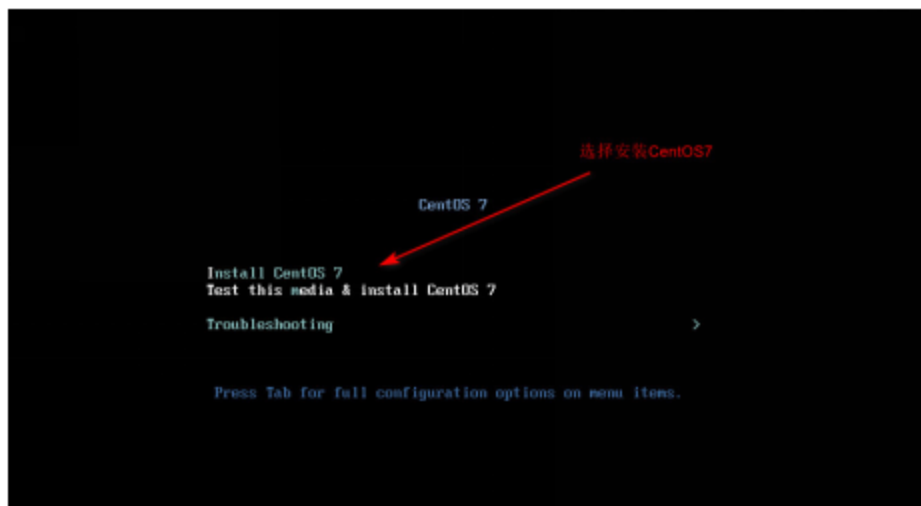 选择安装CentOS7
CentOS 7
Install CentOS 7
Test this media & install CentOS 7
Troubleshooting >
Press Tab for full configuration options on menu items.